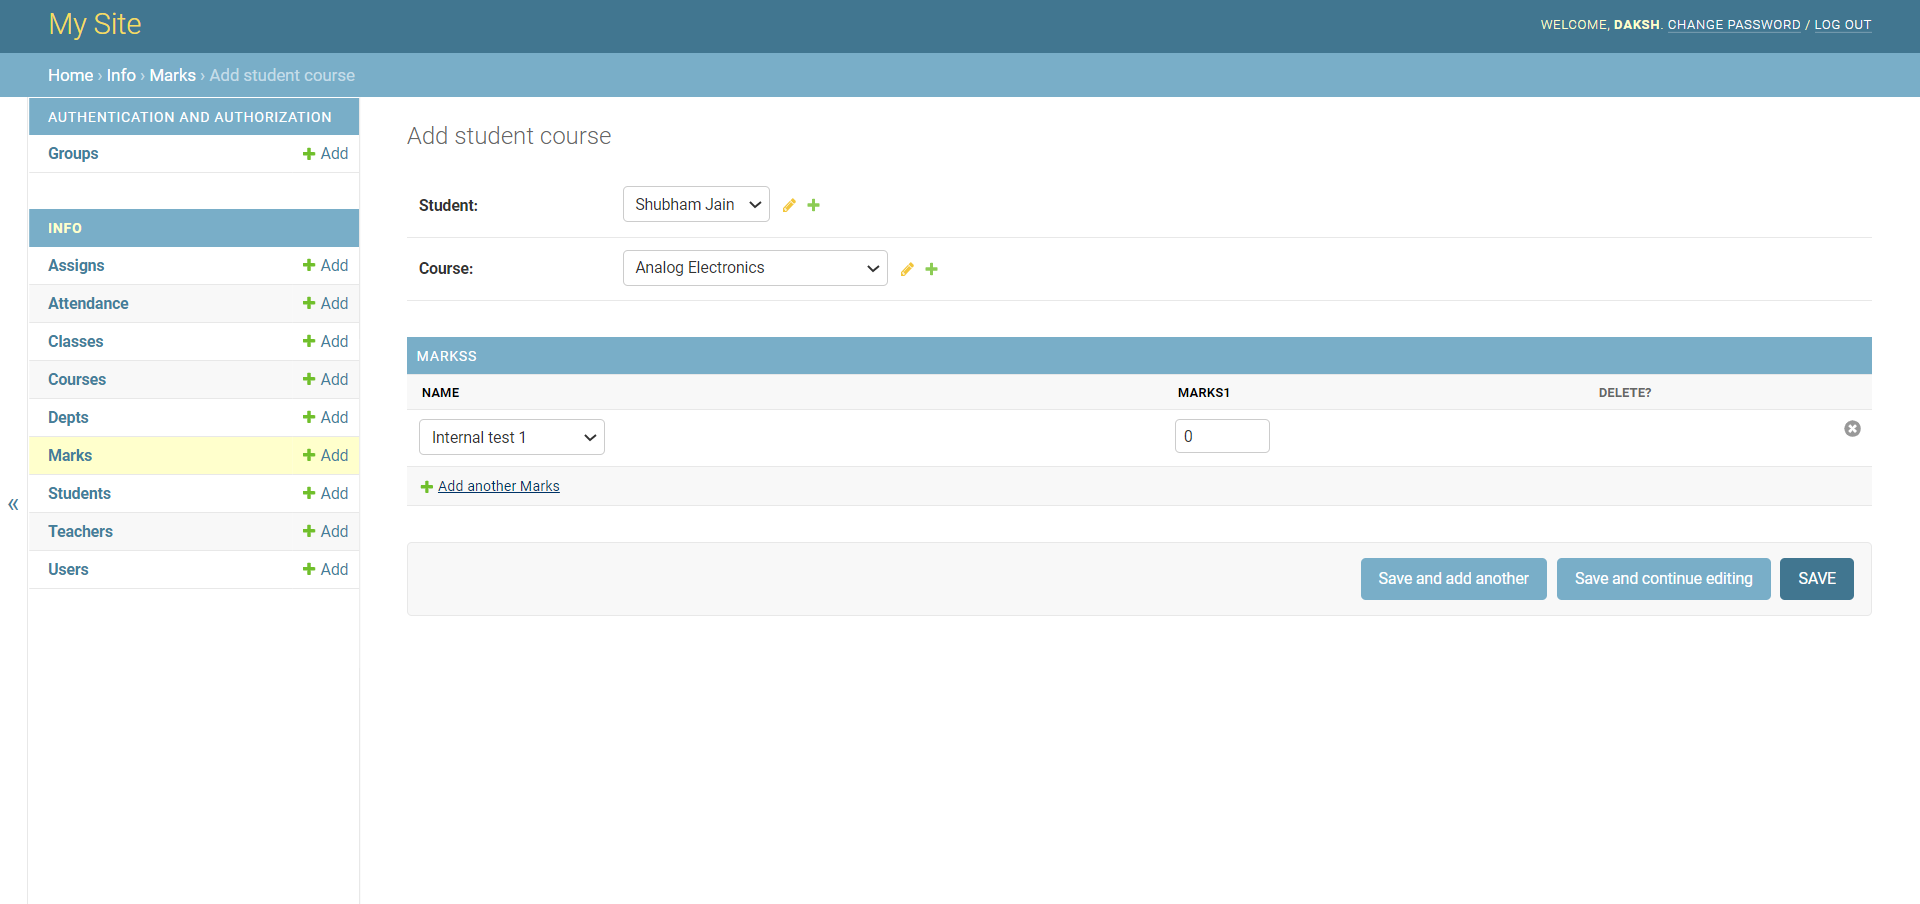 My Site
WELCOME, DAKSH. CHANGE PASSWORD / LOG OUT
Home › Info › Marks › Add student course
AUTHENTICATION AND AUTHORIZATION
Groups Add
INFO
Assigns Add
Attendance Add
Classes Add
Courses Add
Depts Add
Marks Add
Students Add
Teachers Add
Users Add
«
Add student course
Student: Shubham Jain
Course: Analog Electronics
MARKSS
NAME MARKS1 DELETE?
Internal test 1 0
Add another Marks
Save and add another Save and continue editing SAVE